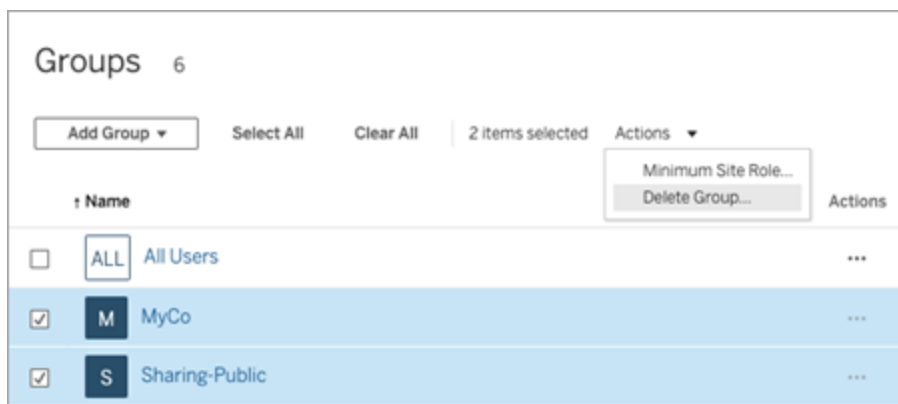 Groups 6
Add Group Select All Clear All 2 items selected Actions
Minimum Site Role...
Delete Group...
↑ Name Actions
ALL All Users ...
M MyCo ...
S Sharing-Public ...